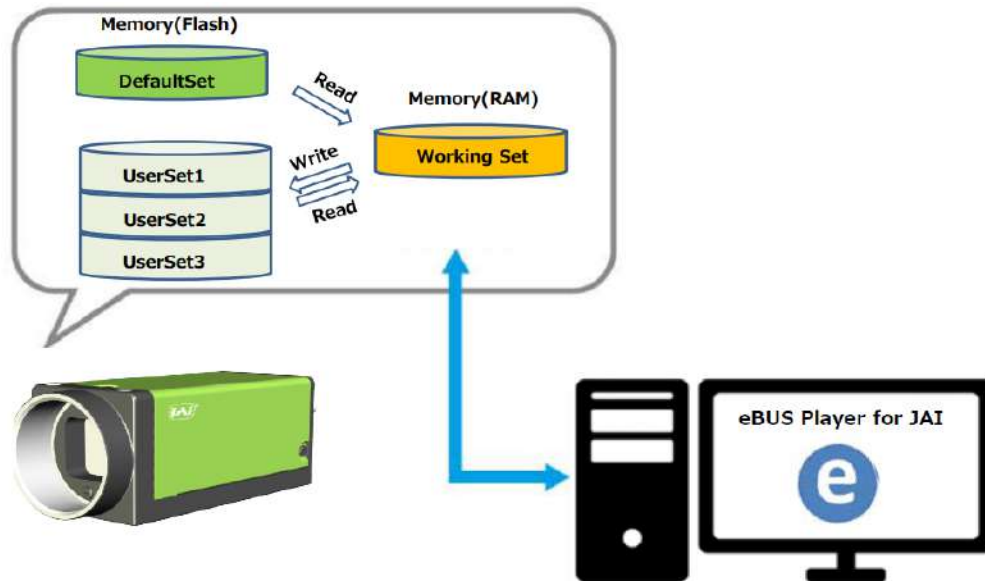 Memory(Flash)
DefaultSet
Read
Memory(RAM)
Working Set
Write
Read
UserSet1
UserSet2
UserSet3
JAI
eBUS Player for JAI
e